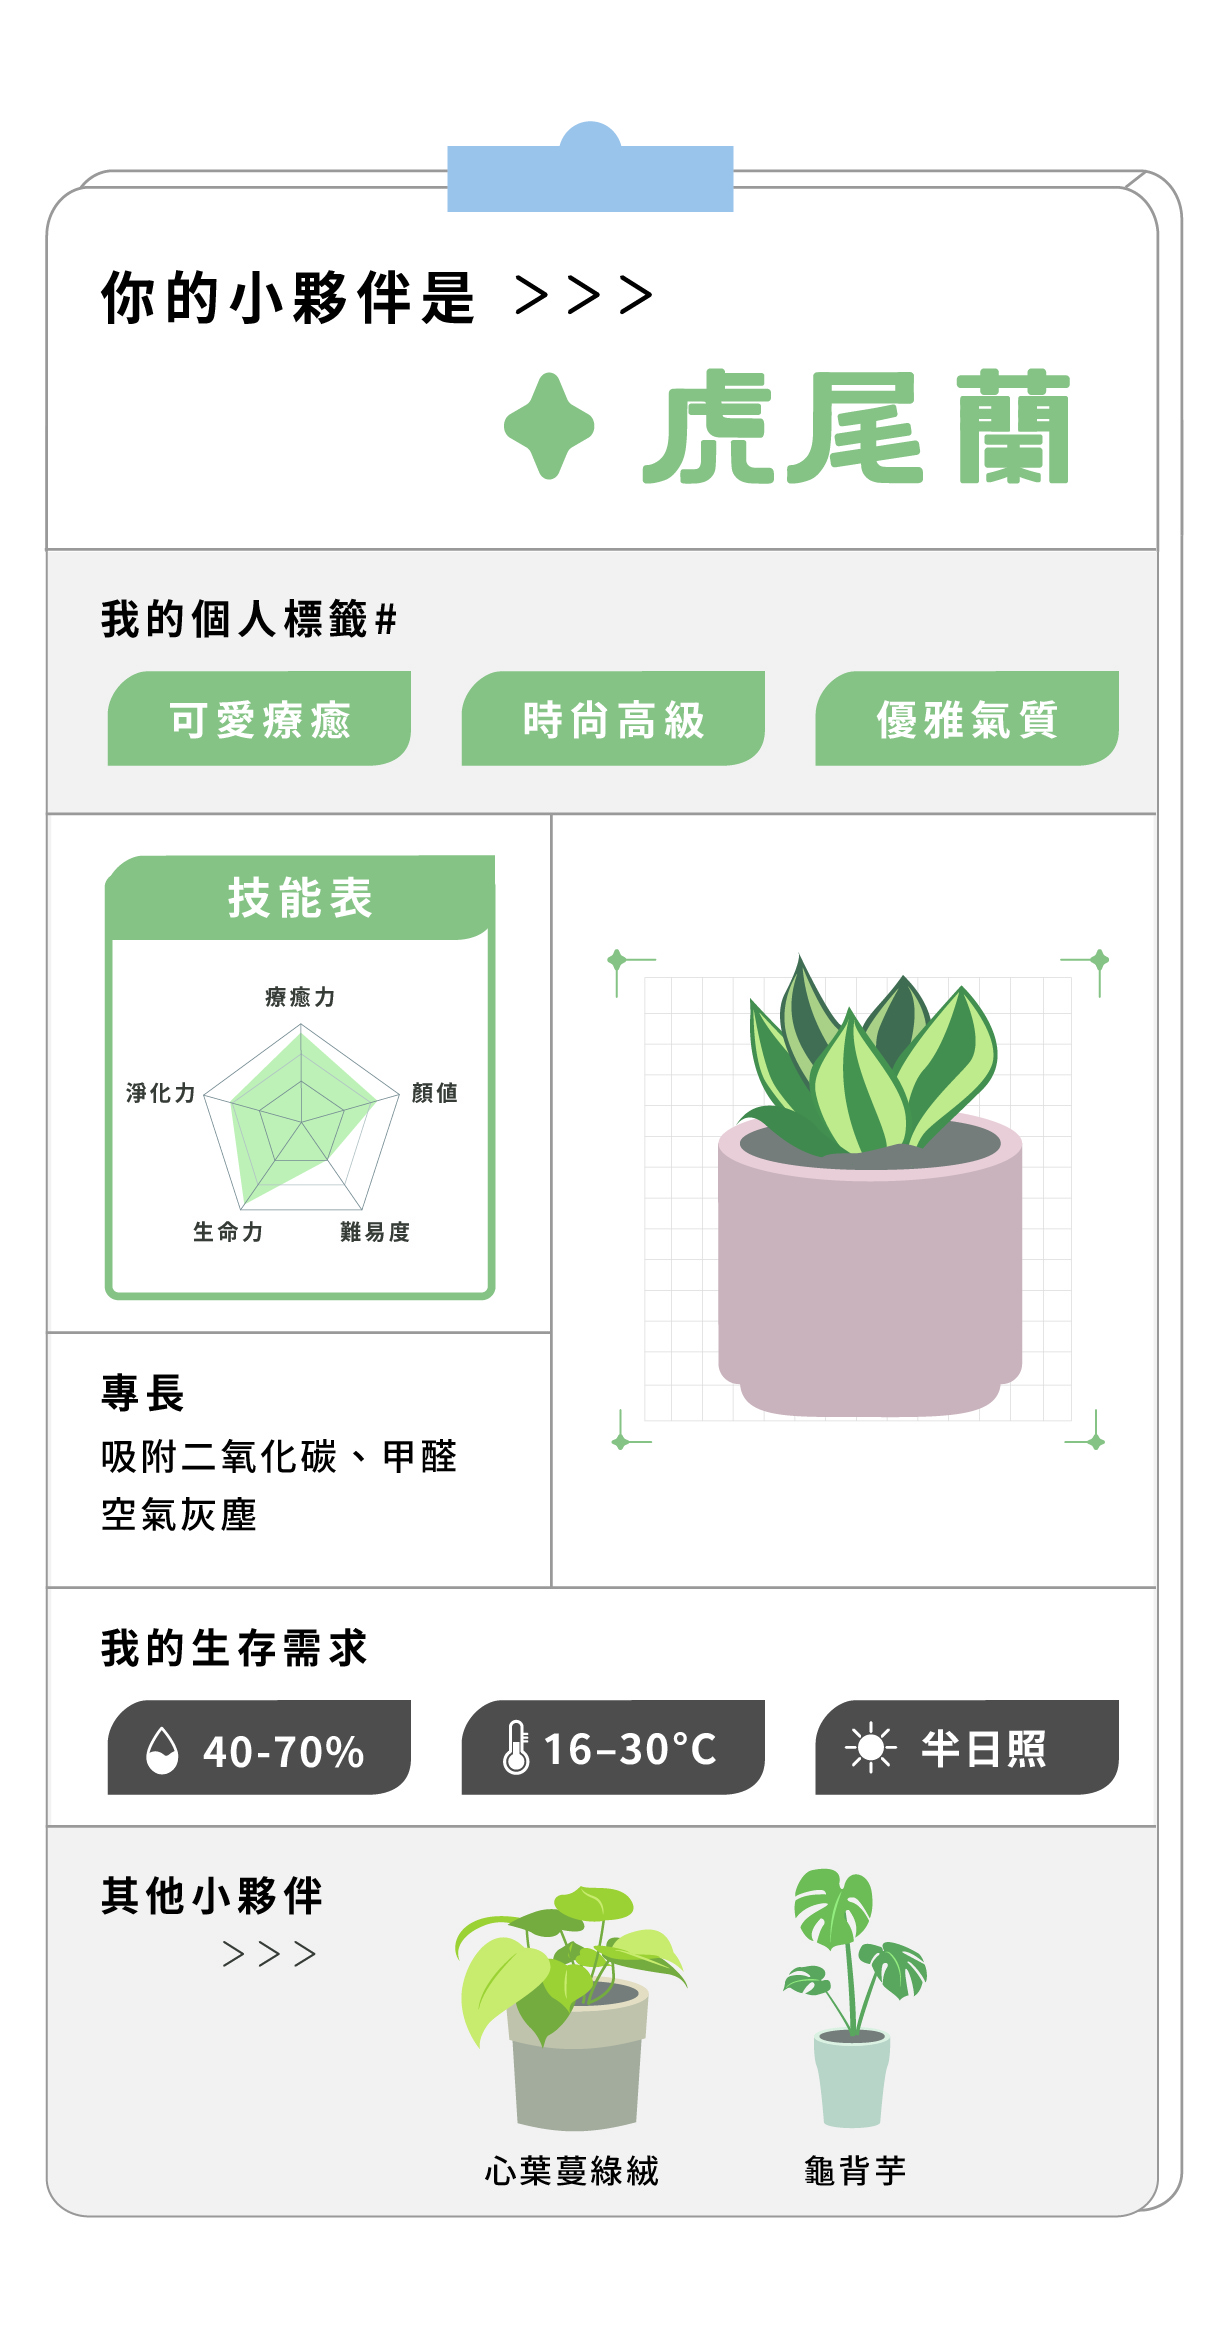 你的小夥伴是 >>>
虎尾蘭
我的個人標籤#
可愛療癒
時尚高級
優雅氣質
技能表
療癒力
淨化力
顏值
生命力
難易度
專長
吸附二氧化碳、甲醛
空氣灰塵
我的生存需求
40-70%
16–30°C
半日照
其他小夥伴
>>>
心葉蔓綠絨
龜背芋